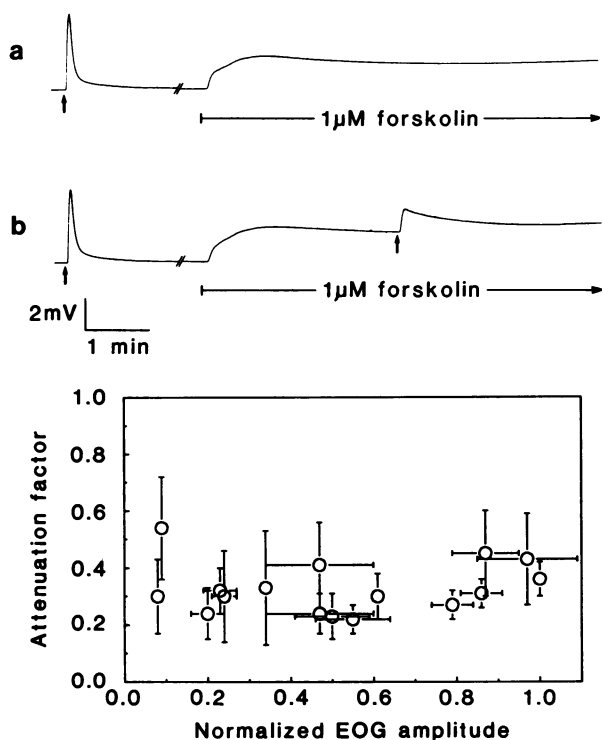 a
1µM forskolin
b
1µM forskolin
2mV
1 min
1.0
0.8
0.6
0.4
0.2
0.0
Attenuation factor
0.0 0.2 0.4 0.6 0.8 1.0
Normalized EOG amplitude